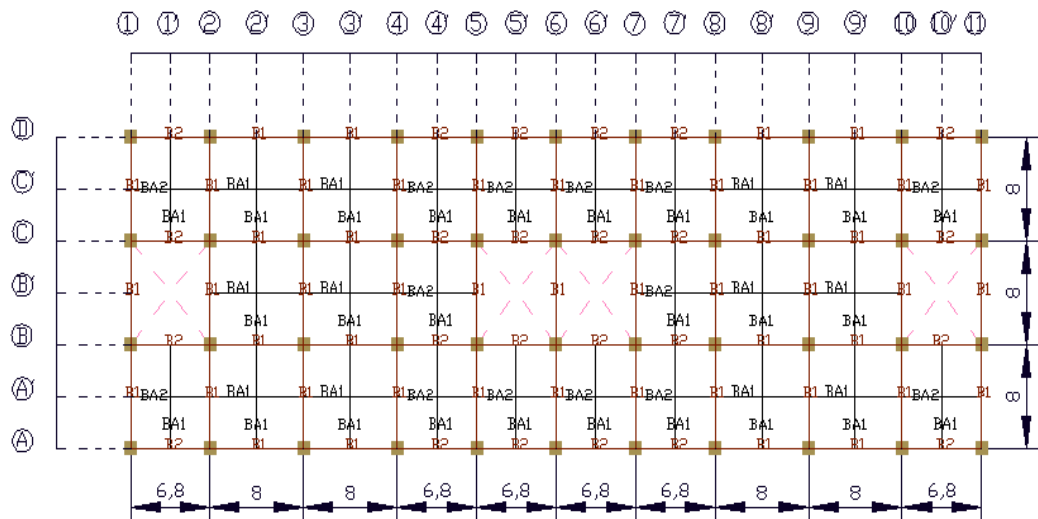 1 1' 2 2' 3 3' 4 4' 5 5' 6 6' 7 7' 8 8' 9 9' 10 10' 11
D B2 B1 B1 B2 B2 B2 B2 B1 B1 B2
C' B1 BA2 B1 BA1 B1 BA1 B1 BA2 B1 BA2 B1 BA2 B1 BA2 B1 BA1 B1 BA1 B1 BA2 B1 8
BA1 BA1 BA1 BA1 BA1 BA1 BA1 BA1 BA1 BA1
C B2 B1 B1 B2 B2 B2 B2 B1 B1 B2
B' B1 B1 BA1 B1 BA1 B1 BA2 B1 B1 B1 BA2 B1 BA1 B1 BA1 B1 B1 8
BA1 BA1 BA1 BA1 BA1 BA1
B B2 B1 B1 B2 B2 B2 B2 B1 B1 B2
A' B1 BA2 B1 BA1 B1 BA1 B1 BA2 B1 BA2 B1 BA2 B1 BA2 B1 BA1 B1 BA1 B1 BA2 B1 8
BA1 BA1 BA1 BA1 BA1 BA1 BA1 BA1 BA1 BA1
A B2 B1 B1 B2 B2 B2 B2 B1 B1 B2
6,8 8 8 6,8 6,8 6,8 6,8 8 8 6,8